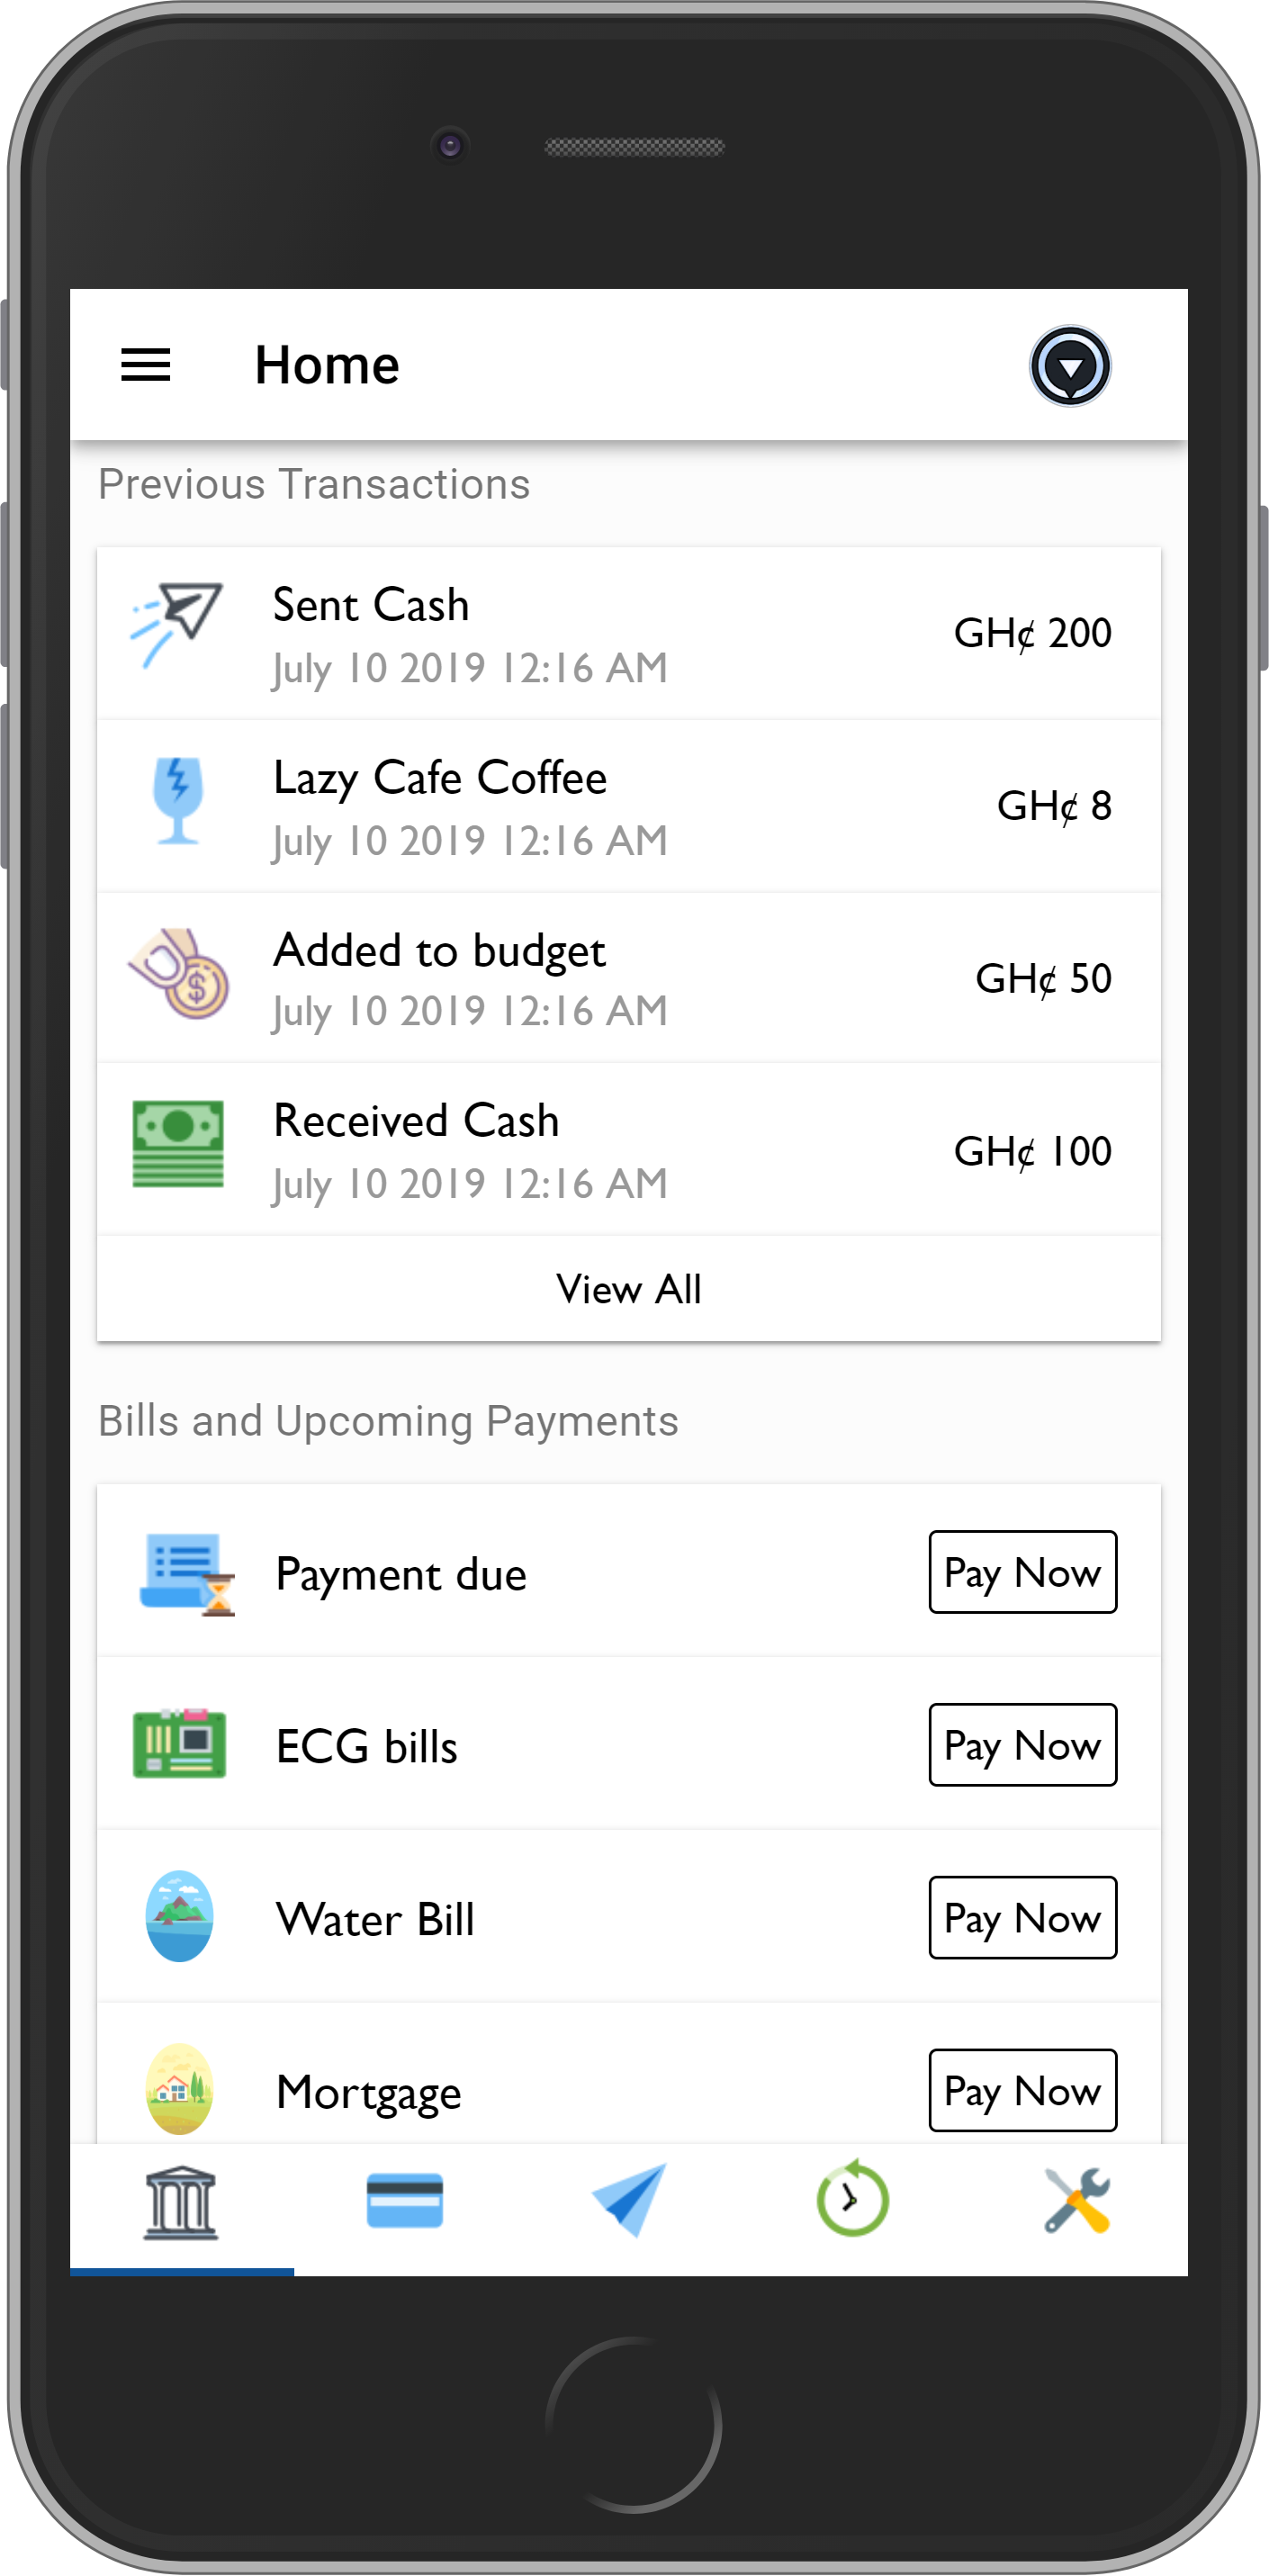 Home
Previous Transactions
Sent Cash
July 10 2019 12:16 AM
GH¢ 200
Lazy Cafe Coffee
July 10 2019 12:16 AM
GH¢ 8
Added to budget
July 10 2019 12:16 AM
GH¢ 50
Received Cash
July 10 2019 12:16 AM
GH¢ 100
View All
Bills and Upcoming Payments
Payment due
Pay Now
ECG bills
Pay Now
Water Bill
Pay Now
Mortgage
Pay Now